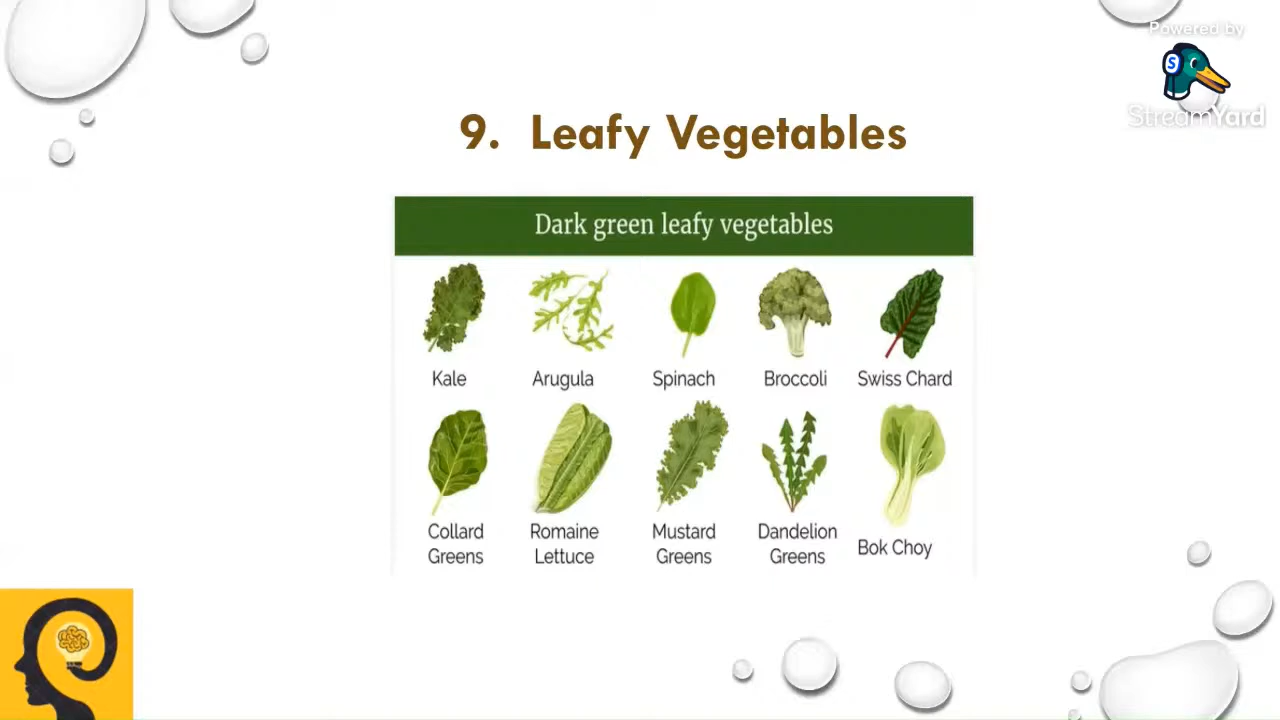 Powered by
S
StreamYard
9. Leafy Vegetables
Dark green leafy vegetables
Kale
Arugula
Spinach
Broccoli
Swiss Chard
Collard
Greens
Romaine
Lettuce
Mustard
Greens
Dandelion
Greens
Bok Choy